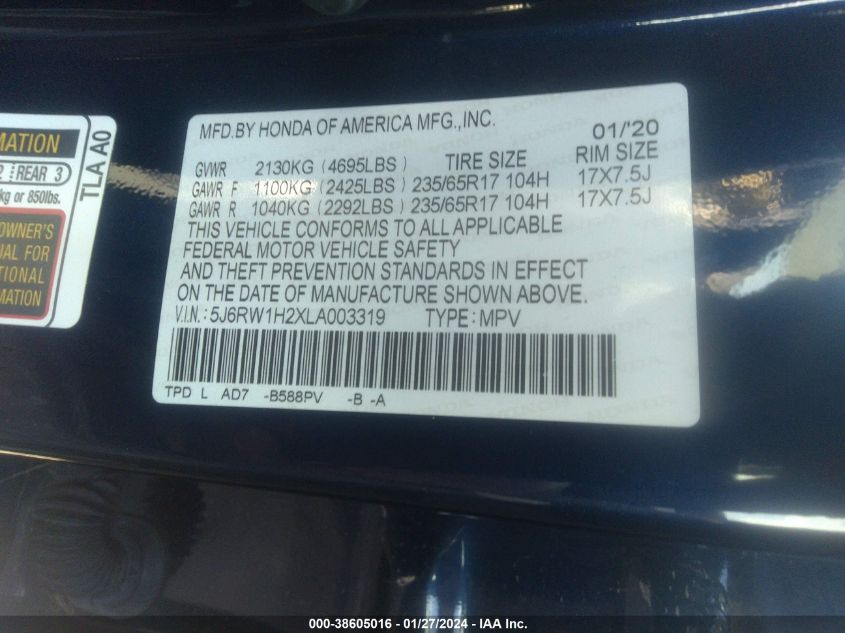 MATION
2 REAR 3
kg or 850lbs.
OWNER'S
UAL FOR
TIONAL
MATION
TLA A0
MFD.BY HONDA OF AMERICA MFG.,INC.
01/'20
GVWR 2130KG (4695LBS) TIRE SIZE RIM SIZE
GAWR F 1100KG (2425LBS) 235/65R17 104H 17X7.5J
GAWR R 1040KG (2292LBS) 235/65R17 104H 17X7.5J
THIS VEHICLE CONFORMS TO ALL APPLICABLE
FEDERAL MOTOR VEHICLE SAFETY
AND THEFT PREVENTION STANDARDS IN EFFECT
ON THE DATE OF MANUFACTURE SHOWN ABOVE.
V.I.N.: 5J6RW1H2XLA003319 TYPE: MPV
TPD L AD7 -B588PV -B -A
000-38605016 — 01/27/2024 — IAA Inc.